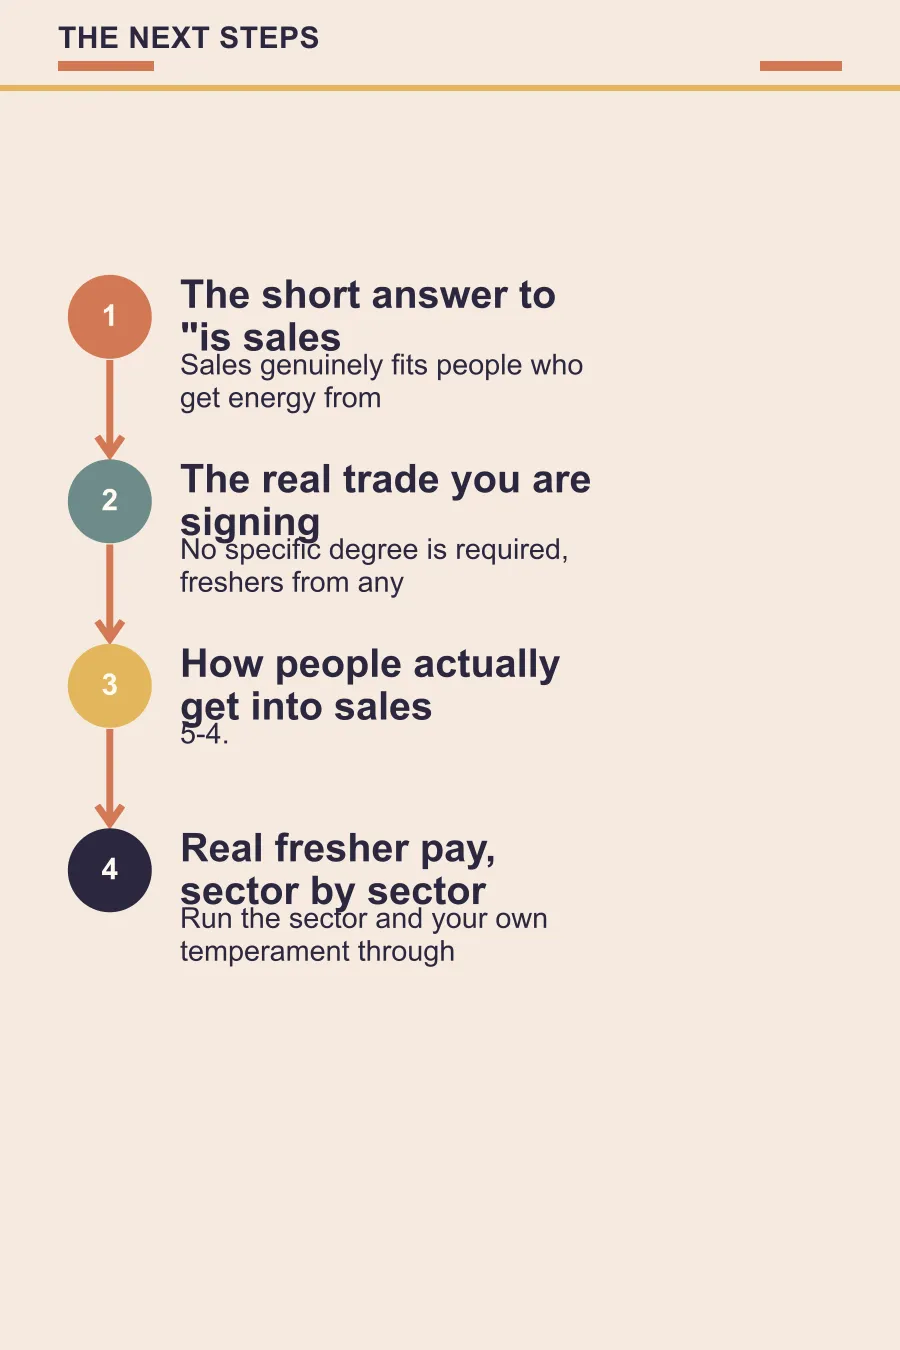 THE NEXT STEPS
1
The short answer to
"is sales
Sales genuinely fits people who
get energy from
2
The real trade you are
signing
No specific degree is required,
freshers from any
3
How people actually
get into sales
5-4.
4
Real fresher pay,
sector by sector
Run the sector and your own
temperament through